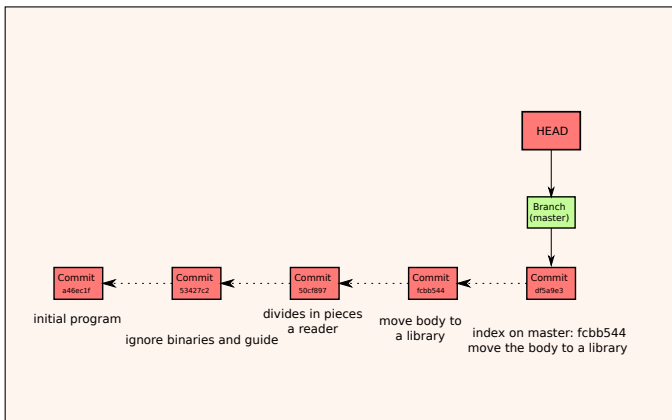 HEAD
Branch
(master)
Commit
a46ec1f
Commit
53427c2
Commit
50cf897
Commit
fcbb544
Commit
df5a9e3
initial program
ignore binaries and guide
divides in pieces
a reader
move body to
a library
index on master: fcbb544
move the body to a library